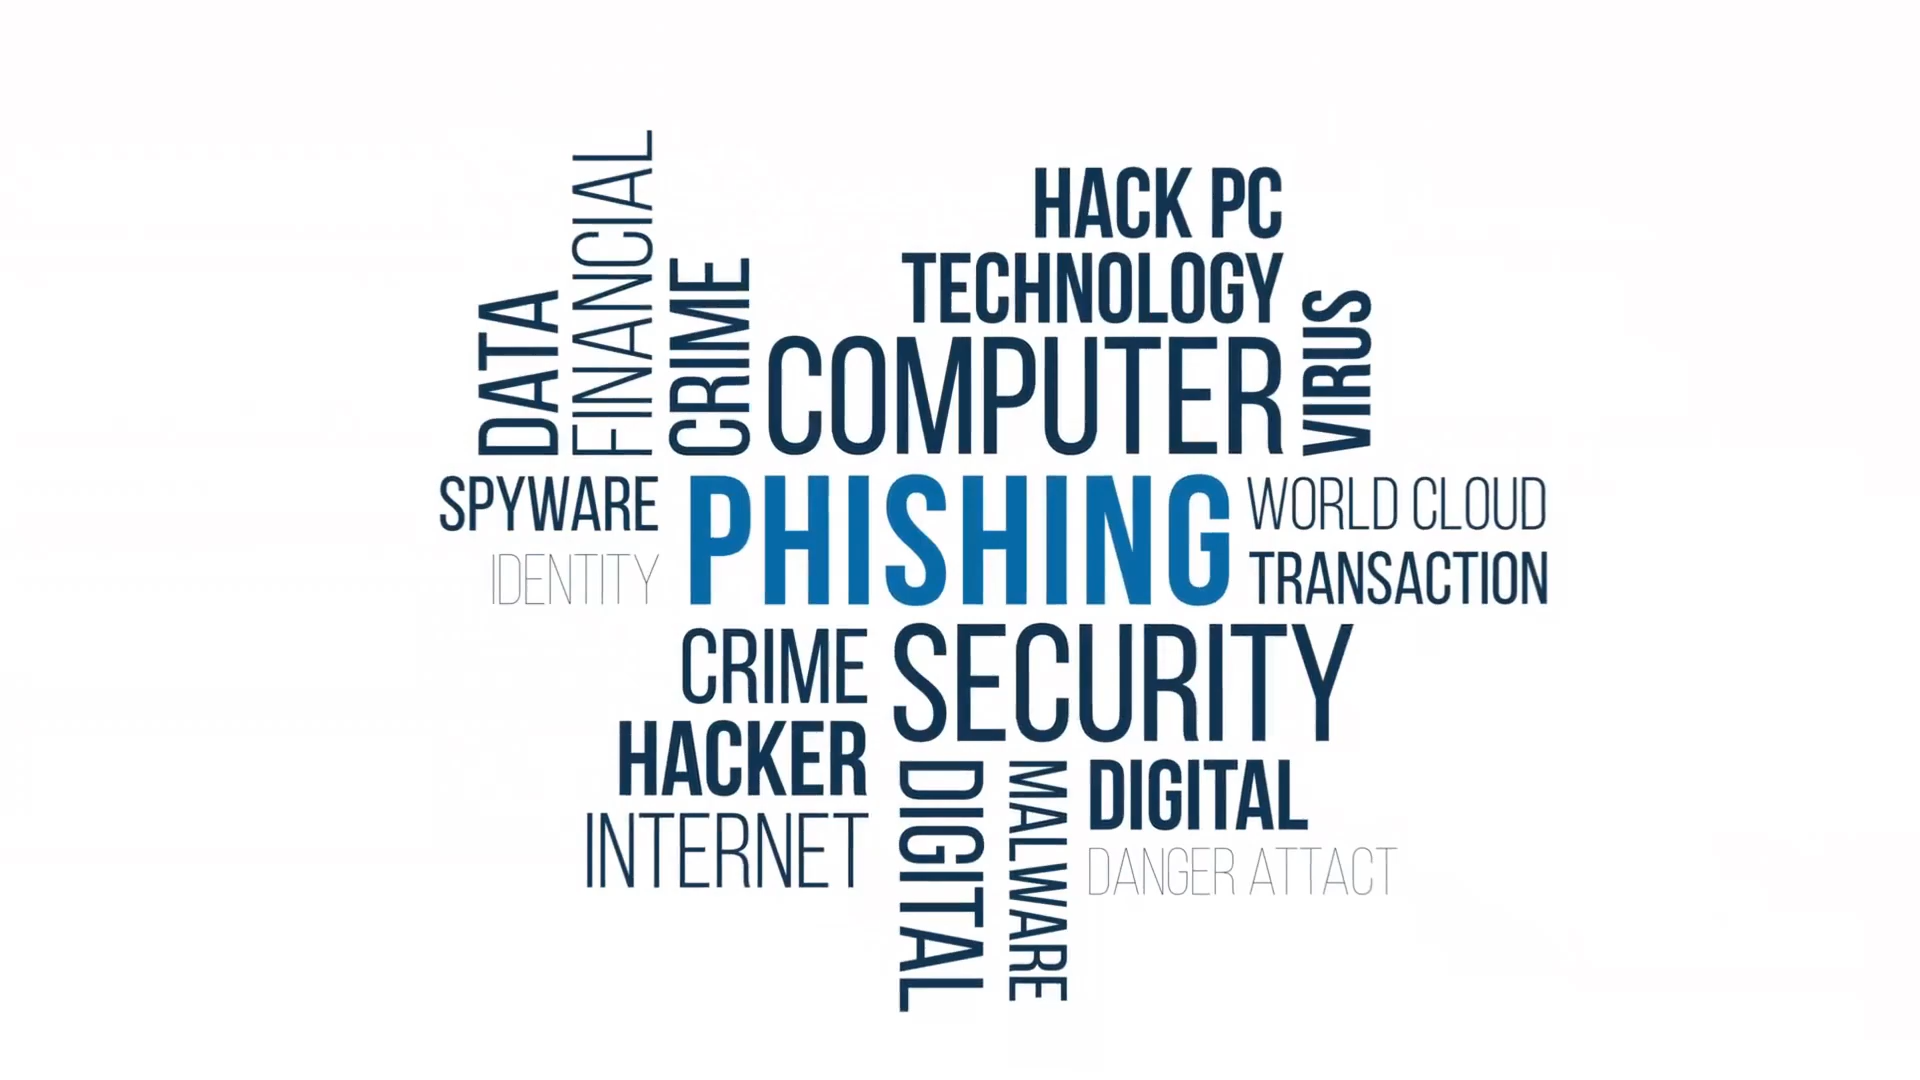 DATA
FINANCIAL
CRIME
HACK PC
TECHNOLOGY
COMPUTER
VIRUS
SPYWARE
IDENTITY
PHISHING
WORLD CLOUD
TRANSACTION
CRIME
SECURITY
HACKER
INTERNET
DIGITAL
MALWARE
DIGITAL
DANGER ATTACT